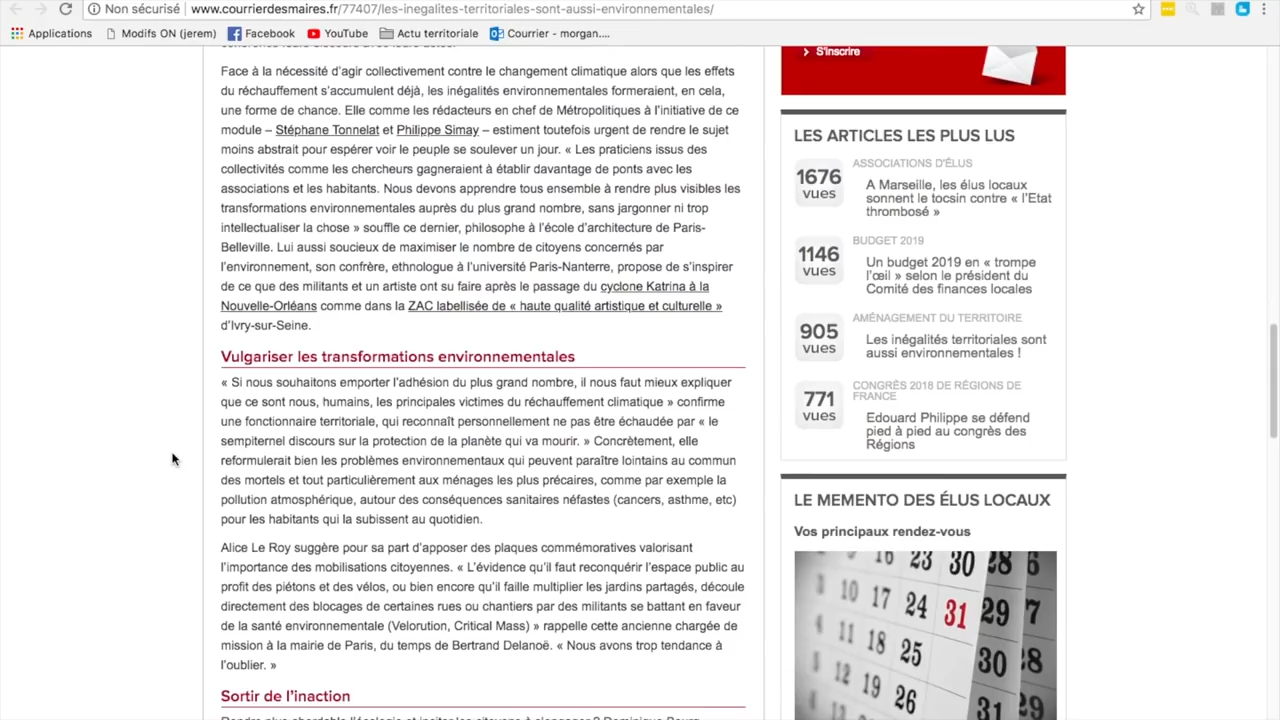 Non sécurisé | www.courrierdesmaires.fr/77407/les-inegalites-territoriales-sont-aussi-environnementales/
Applications
Modifs ON (jerem)
Facebook
YouTube
Actu territoriale
Courrier - morgan....
Face à la nécessité d'agir collectivement contre le changement climatique alors que les effets
du réchauffement s'accumulent déjà, les inégalités environnementales formeraient, en cela,
une forme de chance. Elle comme les rédacteurs en chef de Métropolitiques à l'initiative de ce
module – Stéphane Tonnelat et Philippe Simay – estiment toutefois urgent de rendre le sujet
moins abstrait pour espérer voir le peuple se soulever un jour. « Les praticiens issus des
collectivités comme les chercheurs gagneraient à établir davantage de ponts avec les
associations et les habitants. Nous devons apprendre tous ensemble à rendre plus visibles les
transformations environnementales auprès du plus grand nombre, sans jargonner ni trop
intellectualiser la chose » souffle ce dernier, philosophe à l'école d'architecture de Paris-
Belleville. Lui aussi soucieux de maximiser le nombre de citoyens concernés par
l'environnement, son confrère, ethnologue à l'université Paris-Nanterre, propose de s'inspirer
de ce que des militants et un artiste ont su faire après le passage du cyclone Katrina à la
Nouvelle-Orléans comme dans la ZAC labellisée de « haute qualité artistique et culturelle »
d'Ivry-sur-Seine.
Vulgariser les transformations environnementales
« Si nous souhaitons emporter l'adhésion du plus grand nombre, il nous faut mieux expliquer
que ce sont nous, humains, les principales victimes du réchauffement climatique » confirme
une fonctionnaire territoriale, qui reconnaît personnellement ne pas être échaudée par « le
sempiternel discours sur la protection de la planète qui va mourir. » Concrètement, elle
reformulerait bien les problèmes environnementaux qui peuvent paraître lointains au commun
des mortels et tout particulièrement aux ménages les plus précaires, comme par exemple la
pollution atmosphérique, autour des conséquences sanitaires néfastes (cancers, asthme, etc)
pour les habitants qui la subissent au quotidien.
Alice Le Roy suggère pour sa part d'apposer des plaques commémoratives valorisant
l'importance des mobilisations citoyennes. « L'évidence qu'il faut reconquérir l'espace public au
profit des piétons et des vélos, ou bien encore qu'il faille multiplier les jardins partagés, découle
directement des blocages de certaines rues ou chantiers par des militants se battant en faveur
de la santé environnementale (Velorution, Critical Mass) » rappelle cette ancienne chargée de
mission à la mairie de Paris, du temps de Bertrand Delanoë. « Nous avons trop tendance à
l'oublier. »
Sortir de l'inaction
S'inscrire
LES ARTICLES LES PLUS LUS
1676
vues
ASSOCIATIONS D'ÉLUS
A Marseille, les élus locaux
sonnent le tocsin contre « l'Etat
thrombosé »
1146
vues
BUDGET 2019
Un budget 2019 en « trompe
l'œil » selon le président du
Comité des finances locales
905
vues
AMÉNAGEMENT DU TERRITOIRE
Les inégalités territoriales sont
aussi environnementales !
771
vues
CONGRÈS 2018 DE RÉGIONS DE
FRANCE
Edouard Philippe se défend
pied à pied au congrès des
Régions
LE MEMENTO DES ÉLUS LOCAUX
Vos principaux rendez-vous
16 23 30 28 6
3 10 17 24 31 29 7
4 11 18 25 30 8
5 12 19 26 31